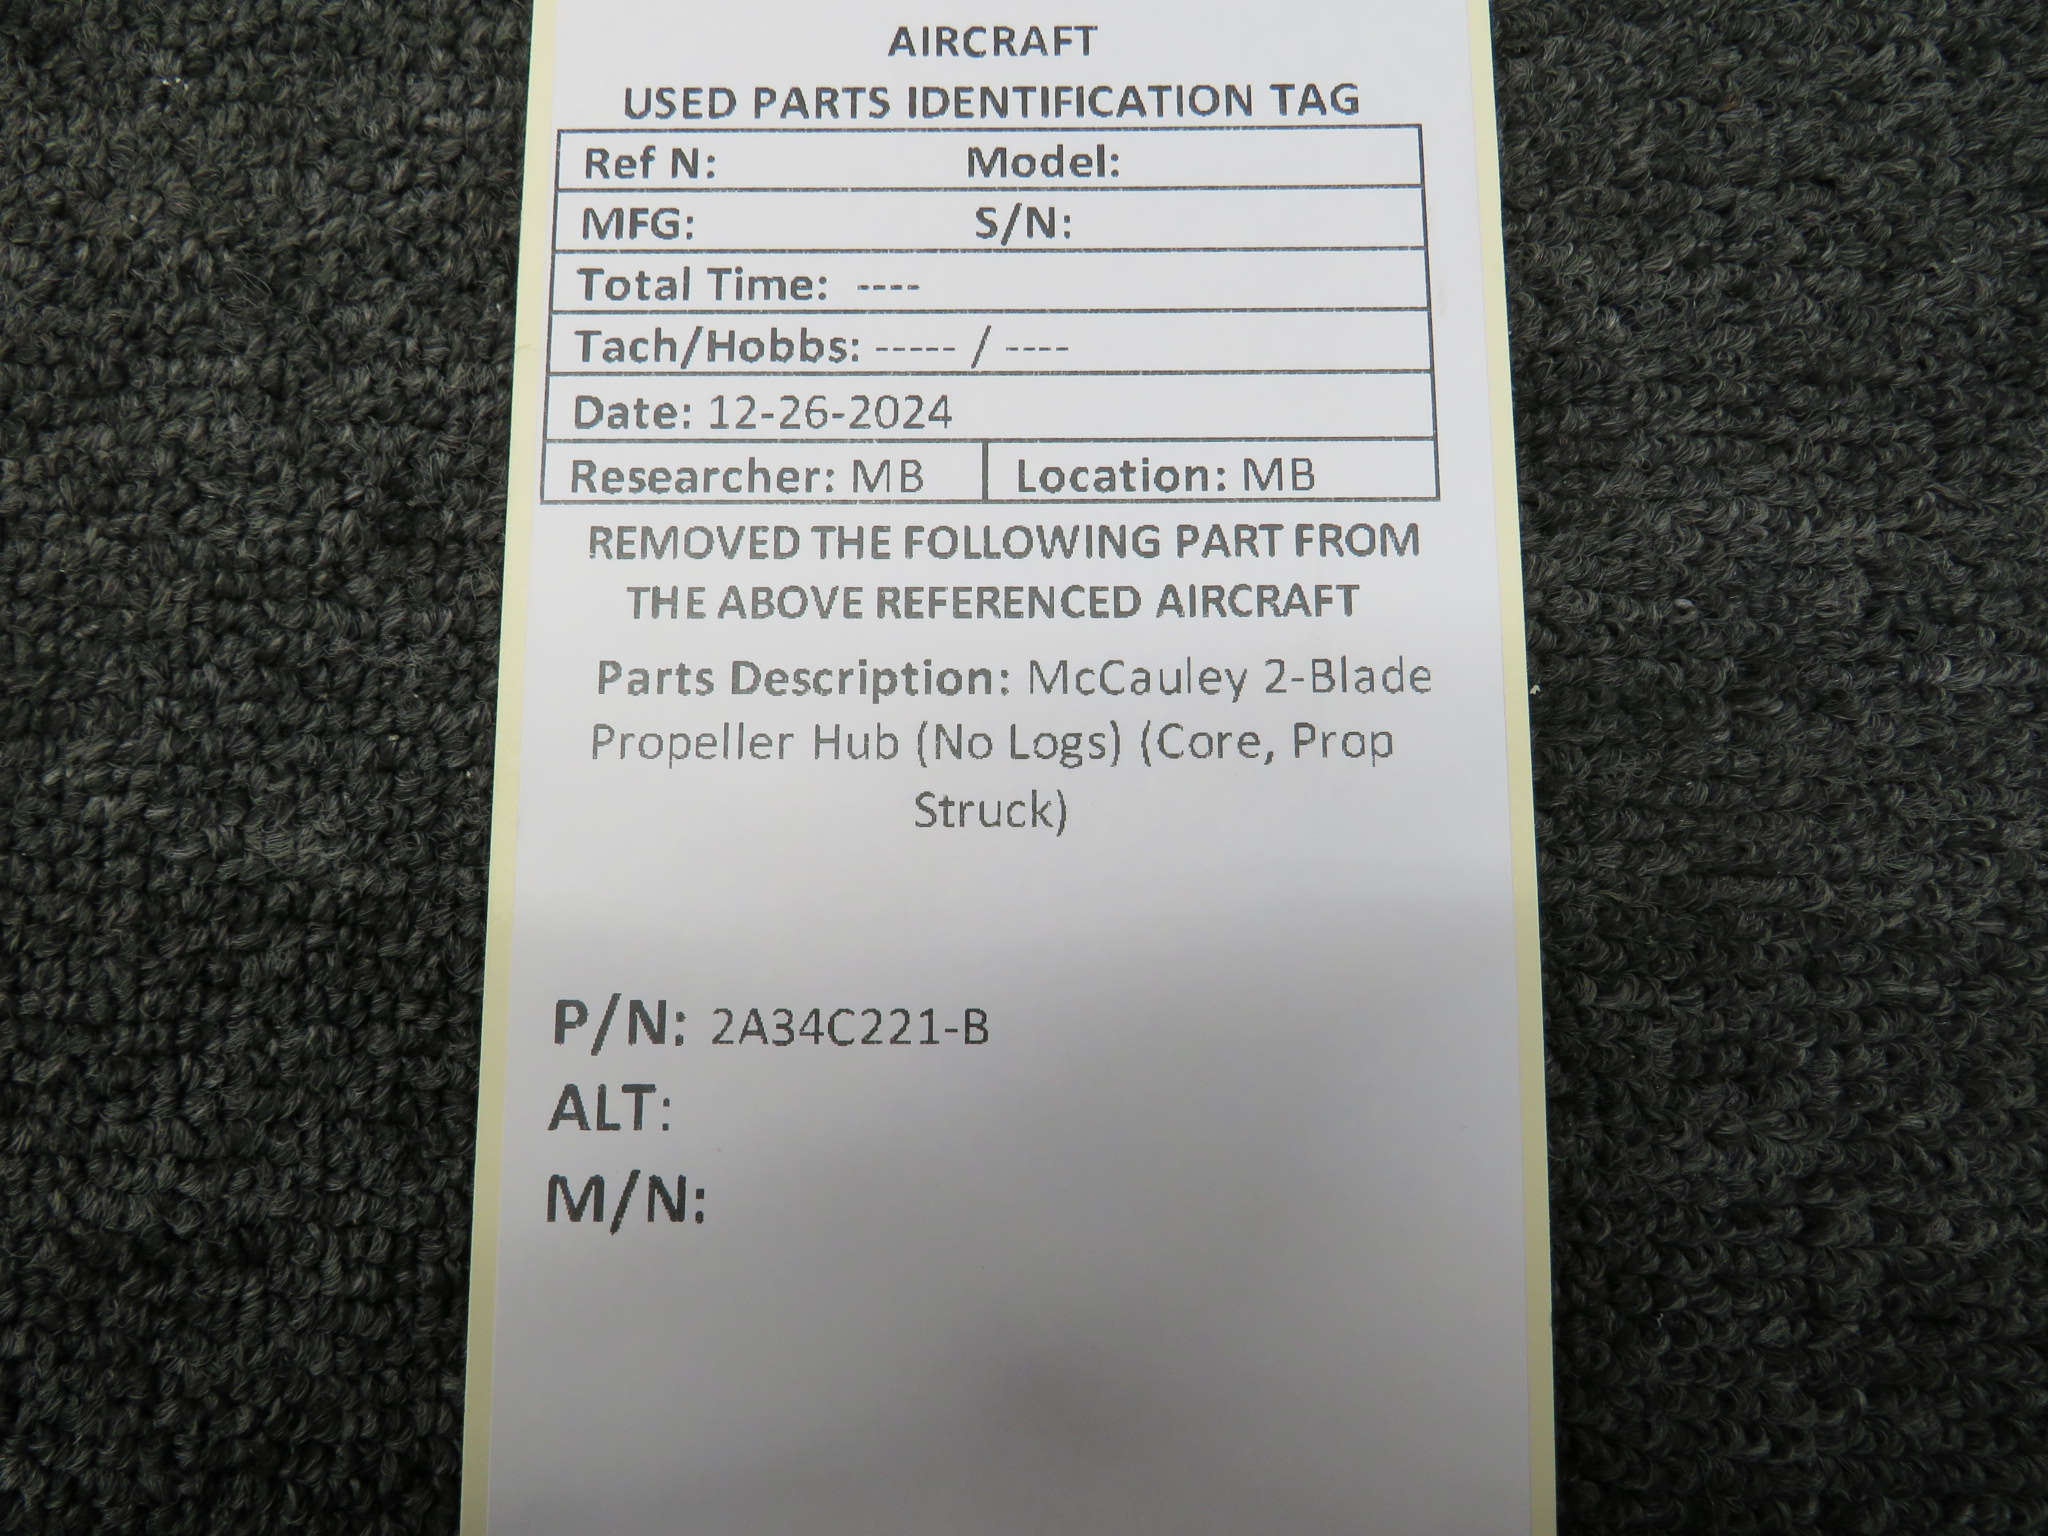 AIRCRAFT
USED PARTS IDENTIFICATION TAG
Ref N: Model:
MFG: S/N:
Total Time: ----
Tach/Hobbs: ----- / ----
Date: 12-26-2024
Researcher: MB Location: MB
REMOVED THE FOLLOWING PART FROM
THE ABOVE REFERENCED AIRCRAFT
Parts Description: McCauley 2-Blade
Propeller Hub (No Logs) (Core, Prop
Struck)
P/N: 2A34C221-B
ALT:
M/N: